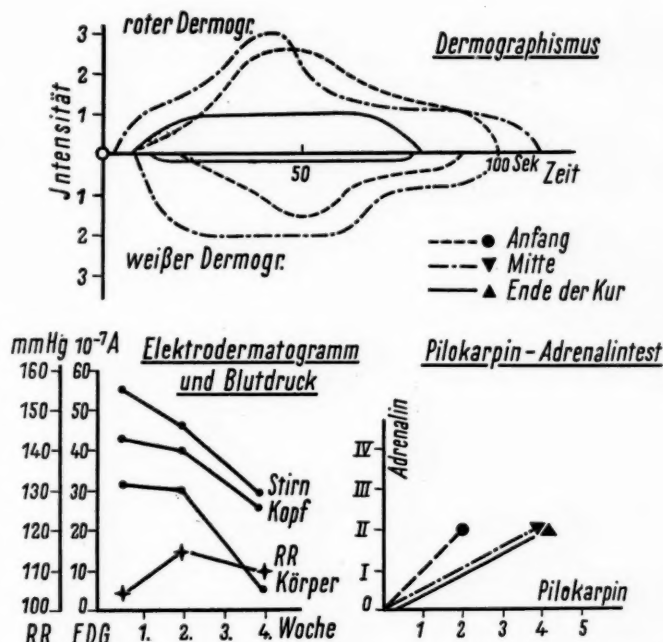 roter Dermogr.
Dermographismus
3
2
1
Jntensität
50
100 Sek
Zeit
1
2
3
weißer Dermogr.
Anfang
Mitte
Ende der Kur
mmHg 10⁻⁷A
Elektrodermatogramm
und Blutdruck
160 60
150 50
140 40
130 30
120 20
110 10
100 0
RR EDG
1. 2. 3. 4. Woche
Stirn
Kopf
RR
Körper
Pilokarpin-Adrenalintest
Adrenalin
IV
III
II
I
0
1 2 3 4 5
Pilokarpin